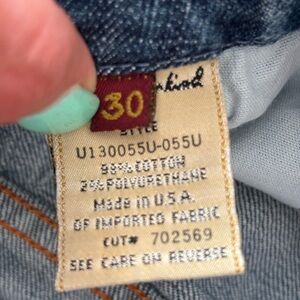 30
STYLE
U130055U-055U
98% COTTON
2% POLYURETHANE
Made in U.S.A.
OF IMPORTED FABRIC
CUT# 702569
SEE CARE ON REVERSE